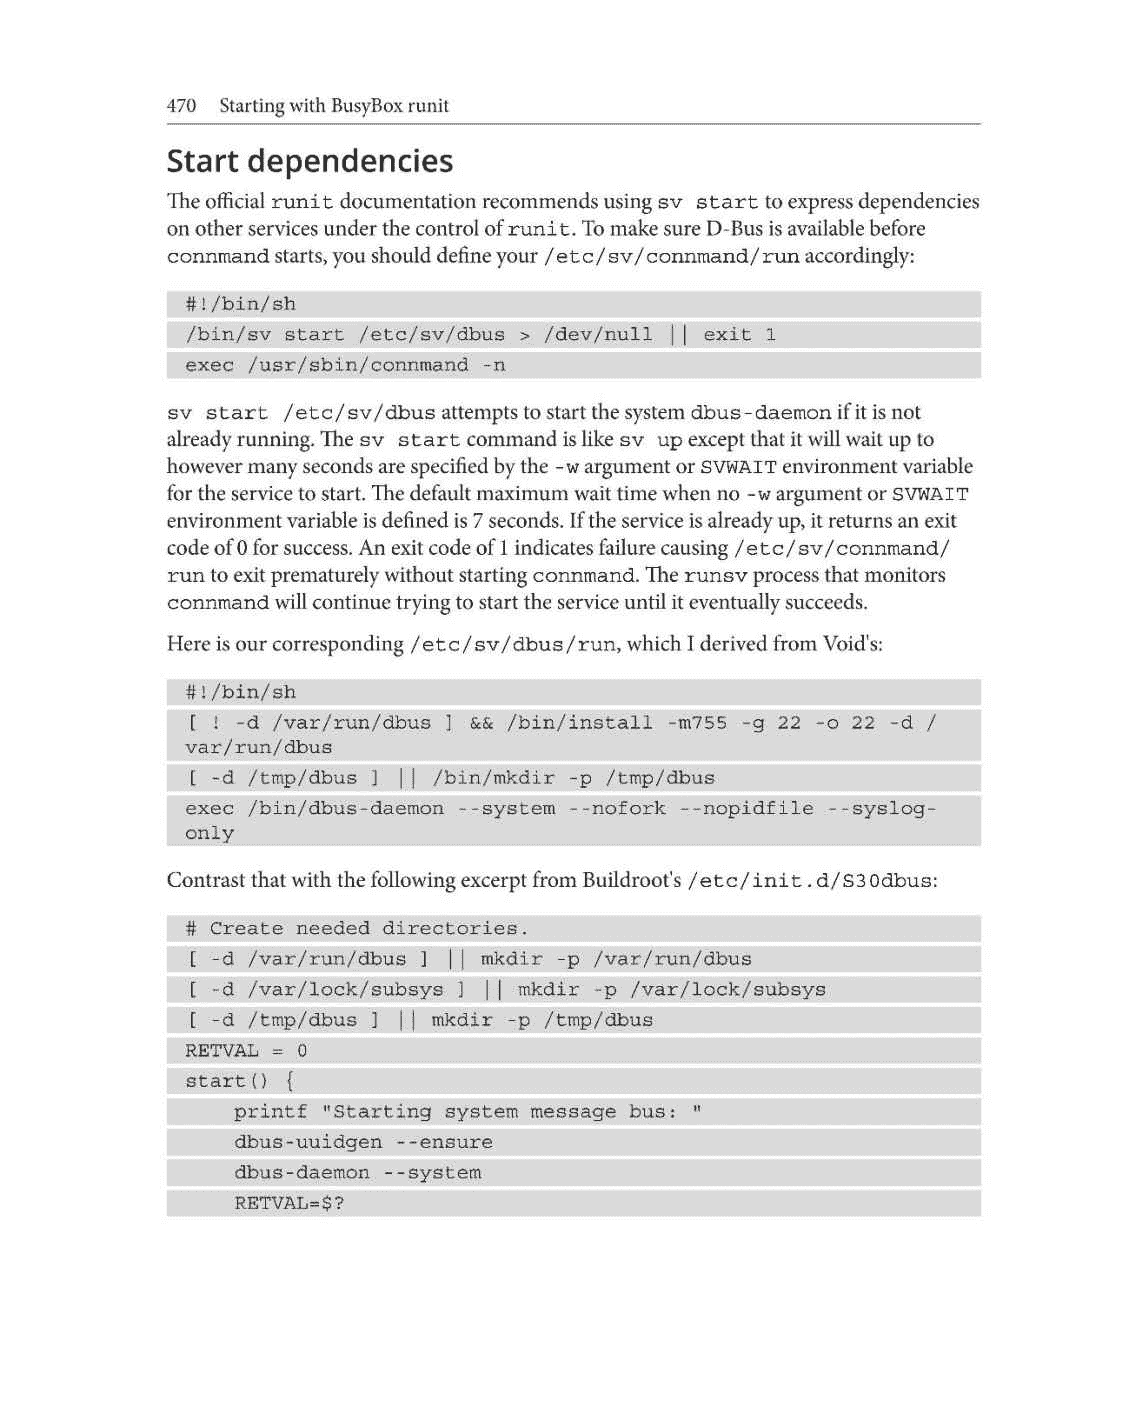 470 Starting with BusyBox runit
Start dependencies
The official runit documentation recommends using sv start to express dependencies
on other services under the control of runit. To make sure D-Bus is available before
connmand starts, you should define your /etc/sv/connmand/run accordingly:
#!/bin/sh
/bin/sv start /etc/sv/dbus > /dev/null || exit 1
exec /usr/sbin/connmand -n
sv start /etc/sv/dbus attempts to start the system dbus-daemon if it is not
already running. The sv start command is like sv up except that it will wait up to
however many seconds are specified by the -w argument or SVWAIT environment variable
for the service to start. The default maximum wait time when no -w argument or SVWAIT
environment variable is defined is 7 seconds. If the service is already up, it returns an exit
code of 0 for success. An exit code of 1 indicates failure causing /etc/sv/connmand/
run to exit prematurely without starting connmand. The runsv process that monitors
connmand will continue trying to start the service until it eventually succeeds.
Here is our corresponding /etc/sv/dbus/run, which I derived from Void's:
#!/bin/sh
[ ! -d /var/run/dbus ] && /bin/install -m755 -g 22 -o 22 -d /
var/run/dbus
[ -d /tmp/dbus ] || /bin/mkdir -p /tmp/dbus
exec /bin/dbus-daemon --system --nofork --nopidfile --syslog-
only
Contrast that with the following excerpt from Buildroot's /etc/init.d/S30dbus:
# Create needed directories.
[ -d /var/run/dbus ] || mkdir -p /var/run/dbus
[ -d /var/lock/subsys ] || mkdir -p /var/lock/subsys
[ -d /tmp/dbus ] || mkdir -p /tmp/dbus
RETVAL = 0
start() {
printf "Starting system message bus: "
dbus-uuidgen --ensure
dbus-daemon --system
RETVAL=$?